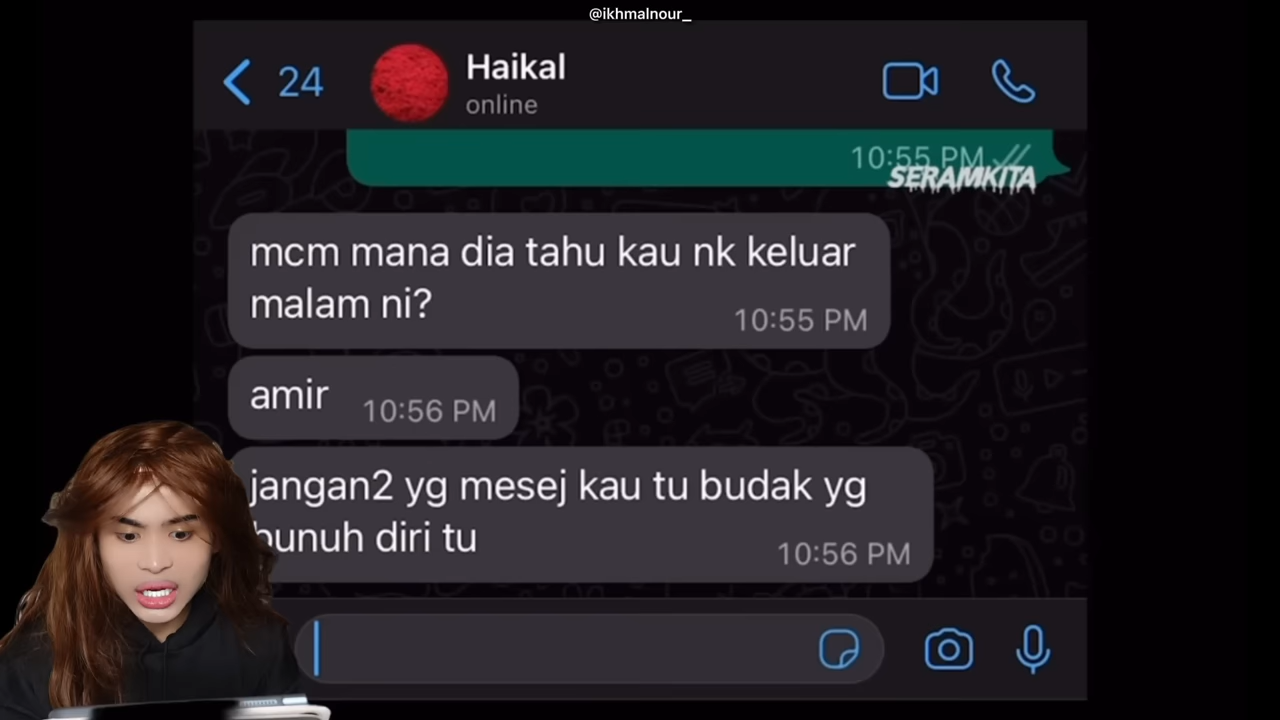 @ikhmalnour_
24
Haikal
online
10:55 PM
SERAMKITA
mcm mana dia tahu kau nk keluar
malam ni?
10:55 PM
amir
10:56 PM
jangan2 yg mesej kau tu budak yg
bunuh diri tu
10:56 PM